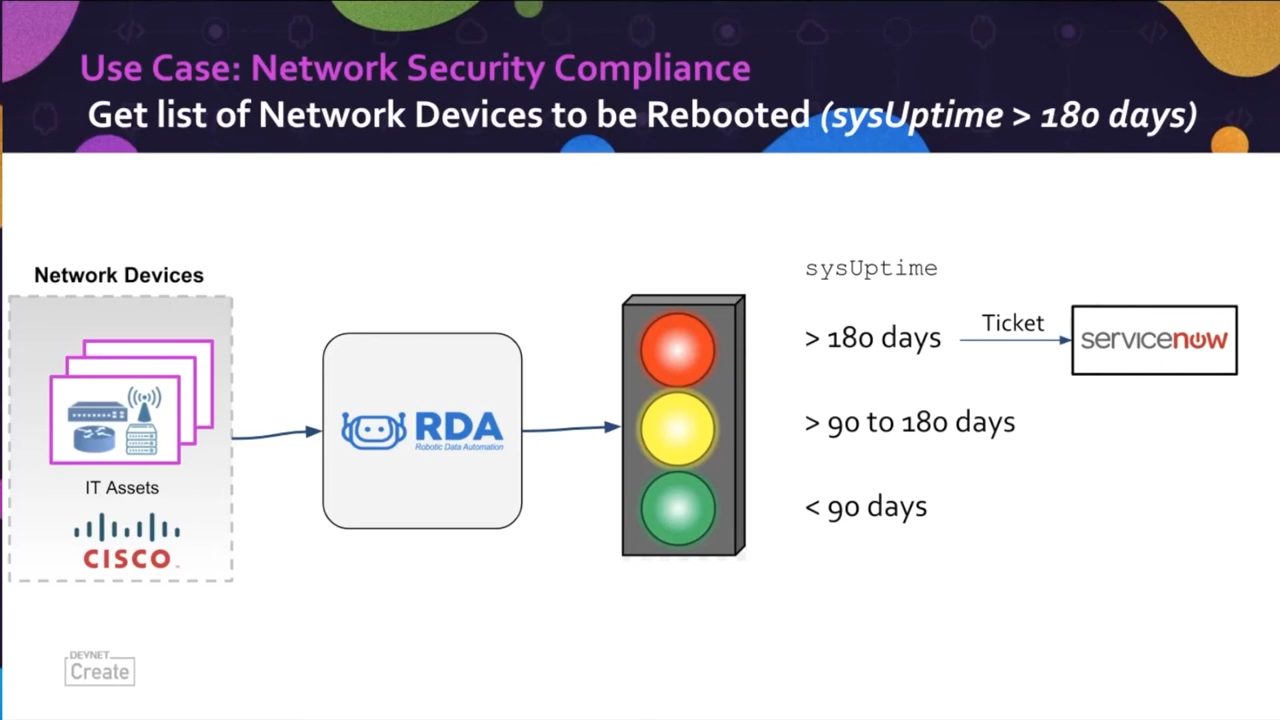 Use Case: Network Security Compliance
Get list of Network Devices to be Rebooted (sysUptime > 180 days)
Network Devices
IT Assets
CISCO
RDA
Robotic Data Automation
sysUptime
> 180 days
Ticket
servicenow
> 90 to 180 days
< 90 days
DEVNET
Create